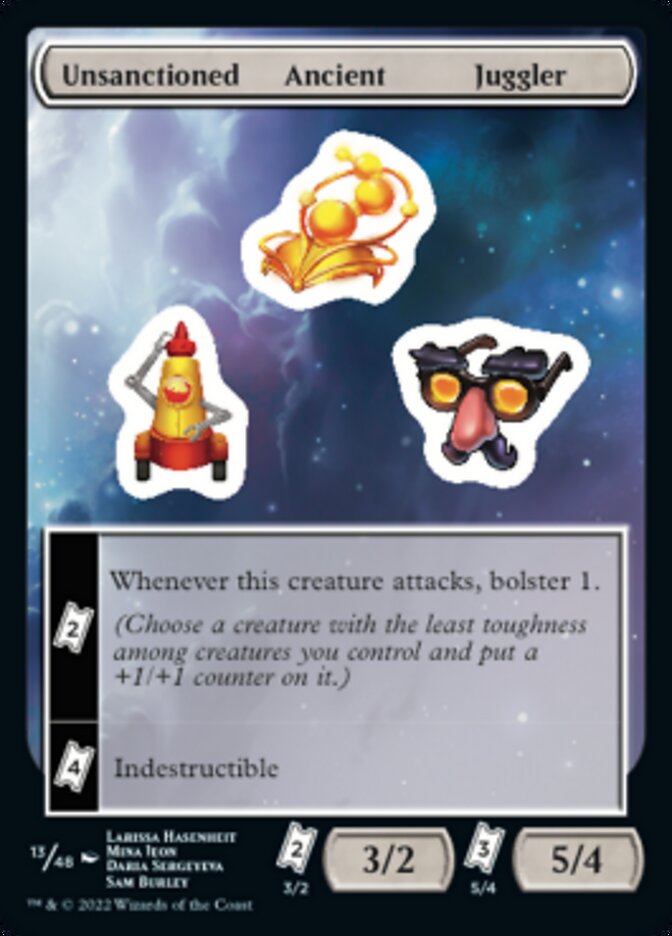 Unsanctioned Ancient Juggler
2
Whenever this creature attacks, bolster 1.
(Choose a creature with the least toughness
among creatures you control and put a
+1/+1 counter on it.)
4
Indestructible
13/48
Larissa Hasenheit
Mina Jeon
Daria Sergeyeva
Sam Burley
2
3/2
3/2
3
5/4
5/4
™ & © 2022 Wizards of the Coast